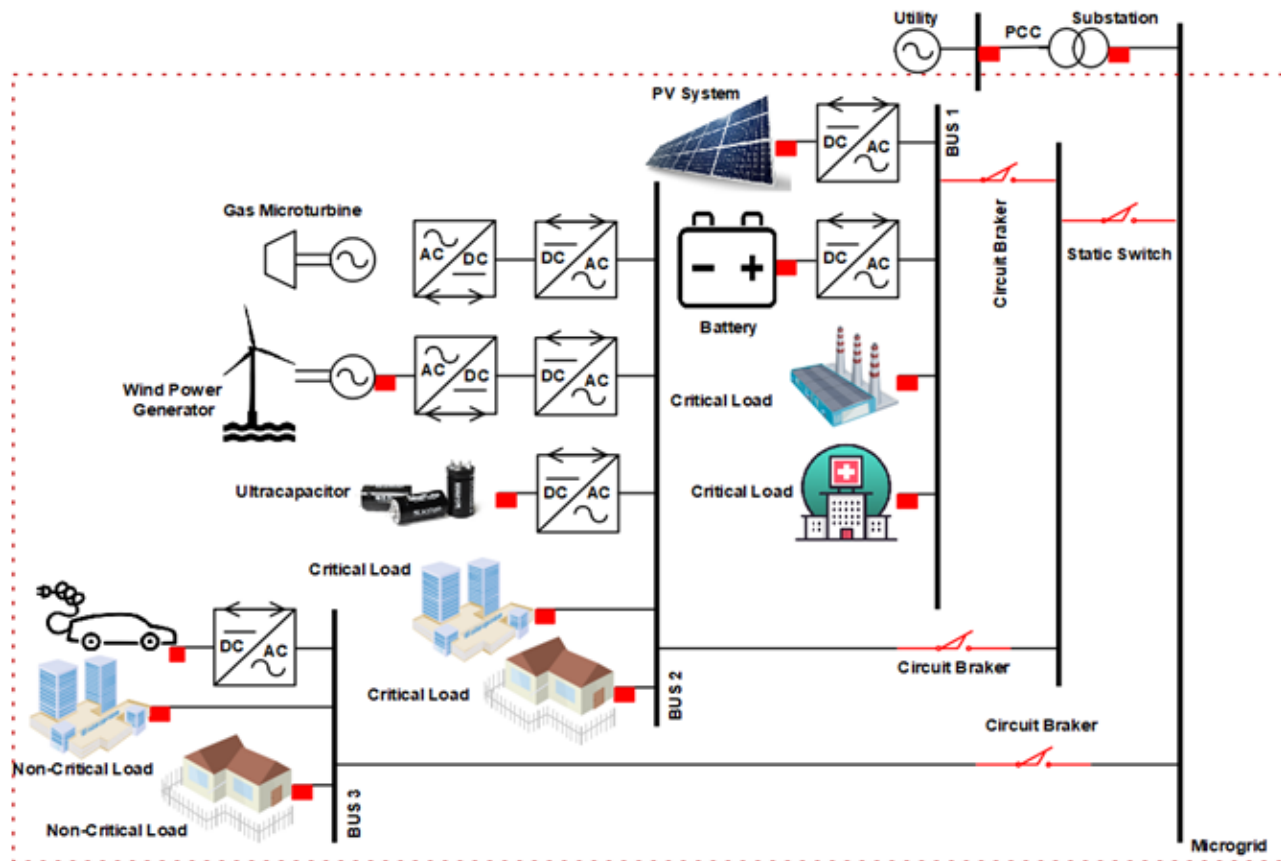 Utility
PCC
Substation
PV System
DC
AC
BUS 1
Gas Microturbine
AC
DC
DC
AC
DC
AC
Battery
Circuit Braker
Static Switch
Wind Power
Generator
AC
DC
DC
AC
Critical Load
Ultracapacitor
DC
AC
Critical Load
Critical Load
DC
AC
Circuit Braker
Critical Load
BUS 2
Circuit Braker
Non-Critical Load
Non-Critical Load
BUS 3
Microgrid